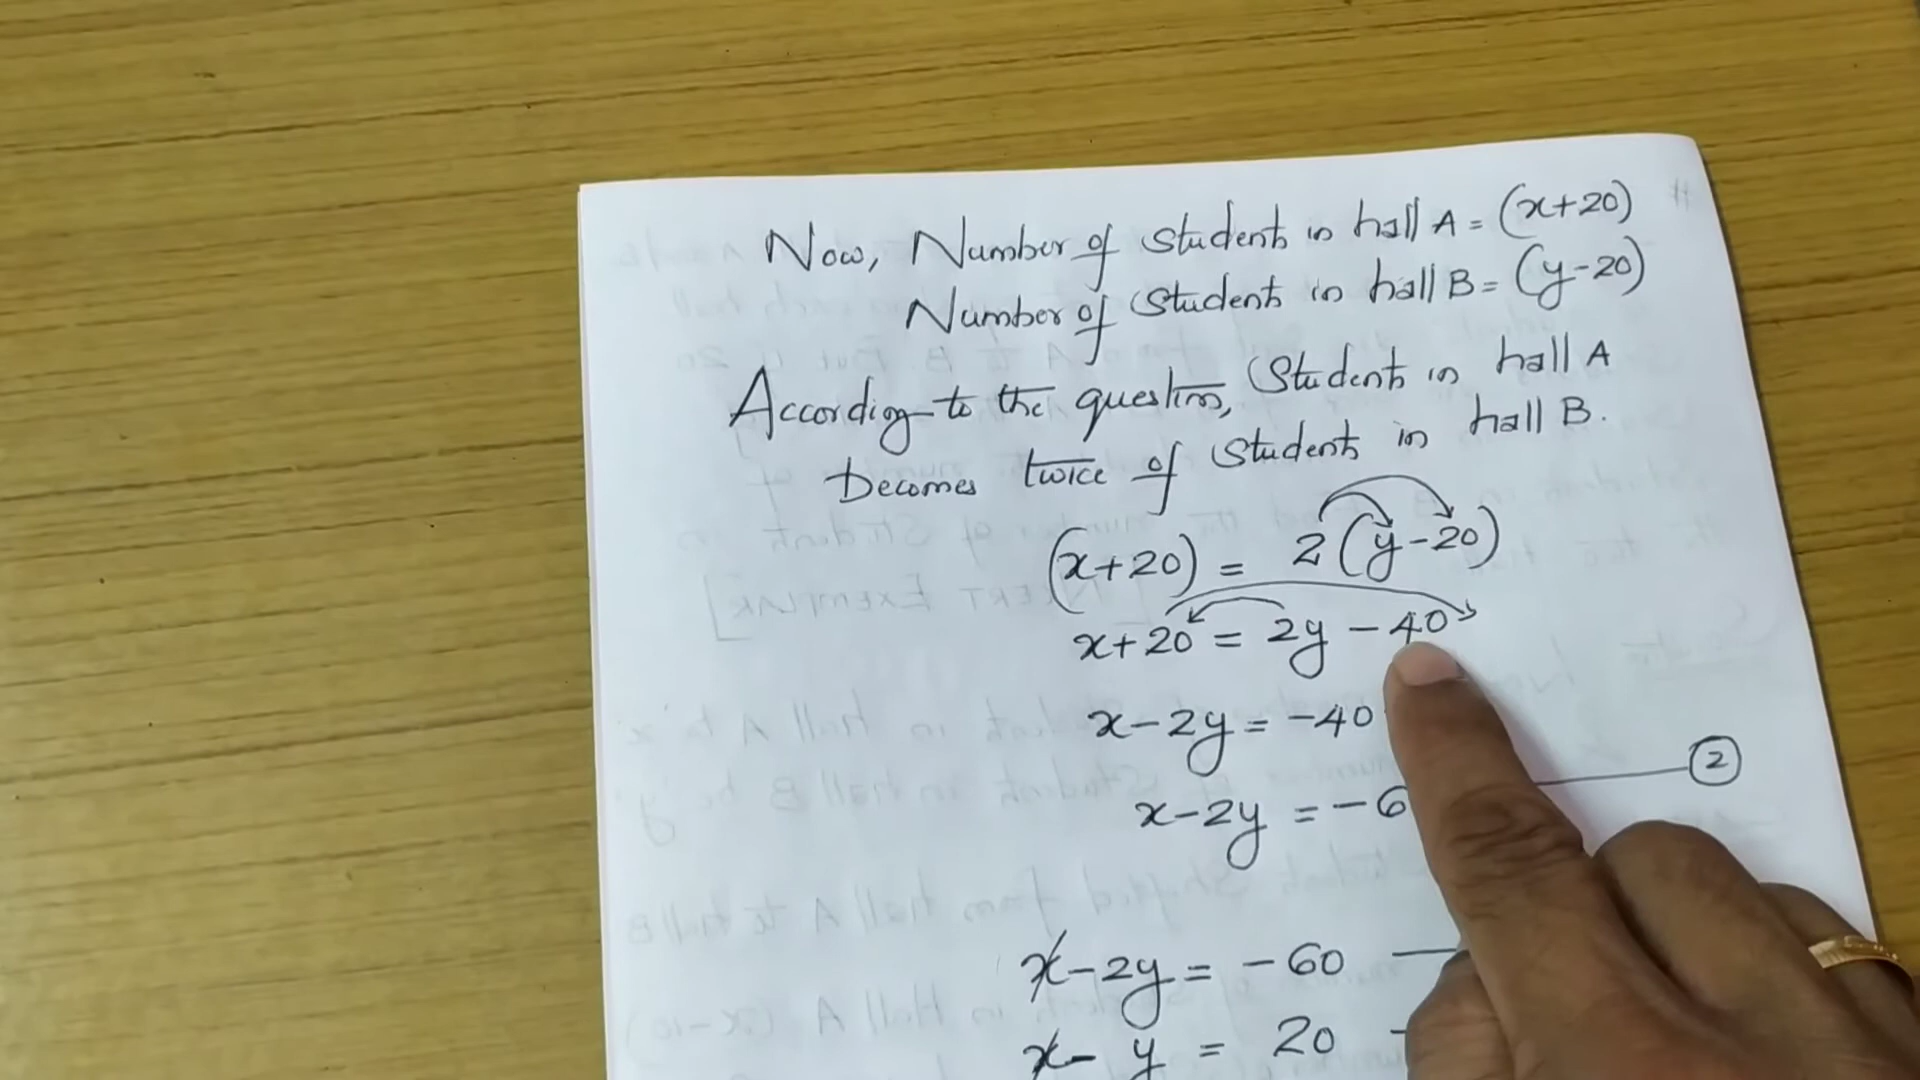 Now, Number of Students in hall A = (x+20)
Number of Students in hall B = (y-20)
According to the question, Students in hall A
becomes twice of Students in hall B.
(x+20) = 2(y-20)
x+20 = 2y - 40
x-2y = -40
2
x-2y = -6
x-2y = -60
x- y = 20